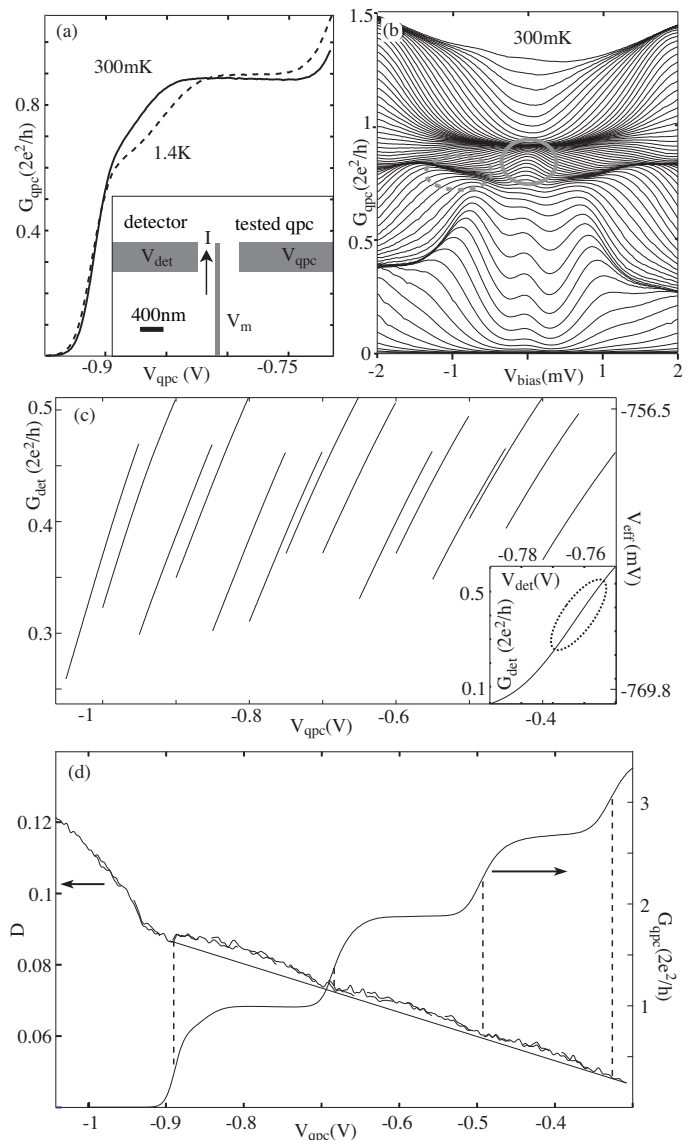 (a)
300mK
1.4K
G_qpc (2e²/h)
0.8
0.4
-0.9
-0.75
V_qpc (V)
detector
tested qpc
I
V_det
V_qpc
400nm
V_m
(b)
300mK
G_qpc (2e²/h)
1.5
1
0.5
0
-2
-1
0
1
2
V_bias mV
(c)
G_det (2e²/h)
0.5
0.4
0.3
-1
-0.8
-0.6
-0.4
V_qpc (V)
-756.5
V_eff (mV)
-769.8
-0.78
-0.76
V_det (V)
0.5
G_det (2e²/h)
0.1
(d)
D
0.12
0.1
0.08
0.06
-1
-0.9
-0.8
-0.7
-0.6
-0.5
-0.4
V_qpc (V)
3
2
1
G_qpc (2e²/h)